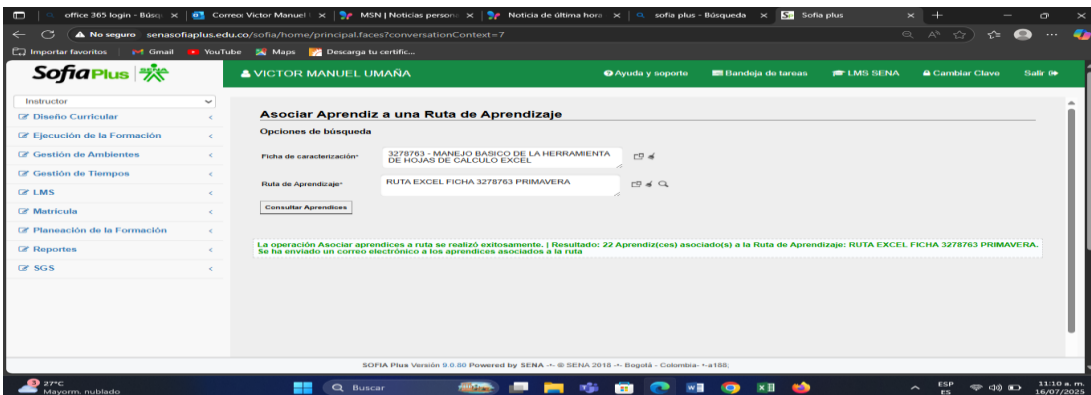 office 365 login - Búsq
Correo: Victor Manuel
MSN | Noticias person
Noticia de última hora
sofia plus - Búsqueda
Sofia plus
No seguro
senasofiaplus.edu.co/sofia/home/principal.faces?conversationContext=7
Importar favoritos
Gmail
YouTube
Maps
Descarga tu certific...
Sofia Plus
VICTOR MANUEL UMAÑA
Ayuda y soporte
Bandeja de tareas
LMS SENA
Cambiar Clave
Salir
Instructor
Diseño Curricular
Ejecución de la Formación
Gestión de Ambientes
Gestión de Tiempos
LMS
Matrícula
Planeación de la Formación
Reportes
SGS
Asociar Aprendiz a una Ruta de Aprendizaje
Opciones de búsqueda
Ficha de caracterización*
3278763 - MANEJO BASICO DE LA HERRAMIENTA
DE HOJAS DE CALCULO EXCEL
Ruta de Aprendizaje*
RUTA EXCEL FICHA 3278763 PRIMAVERA
Consultar Aprendices
La operación Asociar aprendices a ruta se realizó exitosamente. | Resultado: 22 Aprendiz(ces) asociado(s) a la Ruta de Aprendizaje: RUTA EXCEL FICHA 3278763 PRIMAVERA.
Se ha enviado un correo electrónico a los aprendices asociados a la ruta
SOFIA Plus Versión 9.0.80 Powered by SENA -.- © SENA 2018 -.- Bogotá - Colombia- *-a188;
3
27°C
Mayorm. nublado
Buscar
ESP
ES
11:10 a. m.
16/07/2025